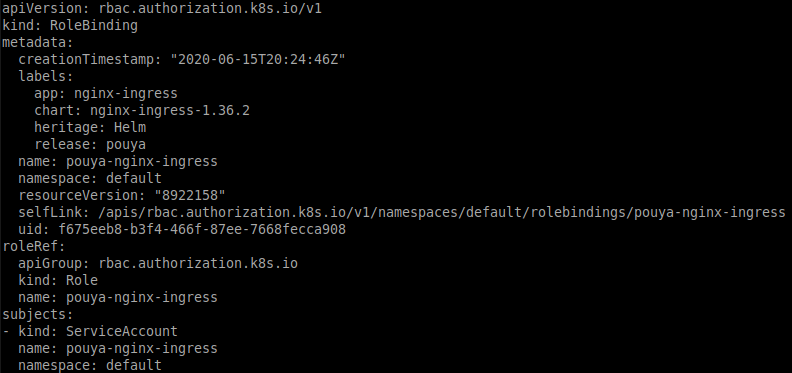 apiVersion: rbac.authorization.k8s.io/v1
kind: RoleBinding
metadata:
  creationTimestamp: "2020-06-15T20:24:46Z"
  labels:
    app: nginx-ingress
    chart: nginx-ingress-1.36.2
    heritage: Helm
    release: pouya
  name: pouya-nginx-ingress
  namespace: default
  resourceVersion: "8922158"
  selfLink: /apis/rbac.authorization.k8s.io/v1/namespaces/default/rolebindings/pouya-nginx-ingress
  uid: f675eeb8-b3f4-466f-87ee-7668fecca908
roleRef:
  apiGroup: rbac.authorization.k8s.io
  kind: Role
  name: pouya-nginx-ingress
subjects:
- kind: ServiceAccount
  name: pouya-nginx-ingress
  namespace: default